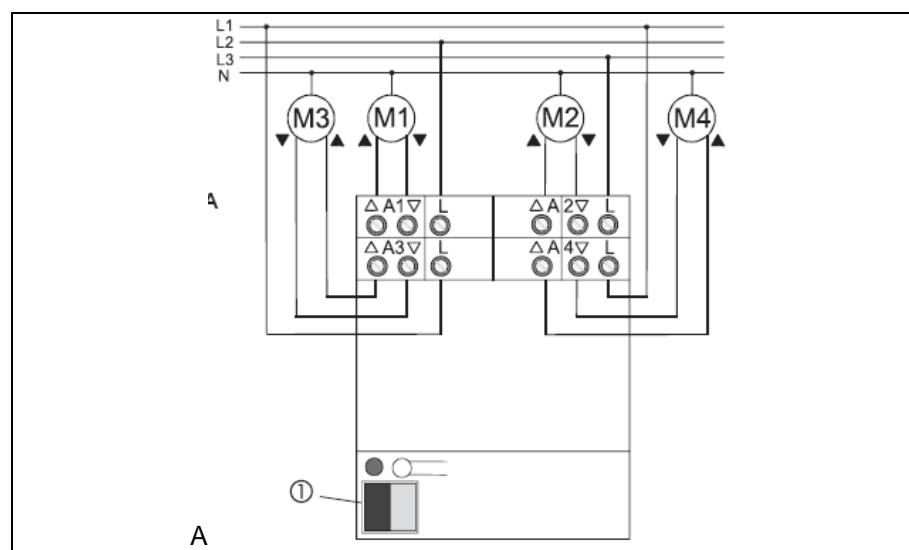 L1
L2
L3
N
M3 M1 M2 M4
▼ ▲ ▲ ▼ ▲ ▼ ▼ ▲
A
△ A1 ▽ L △ A 2▽ L
△ A3 ▽ L △ A 4▽ L
①
A